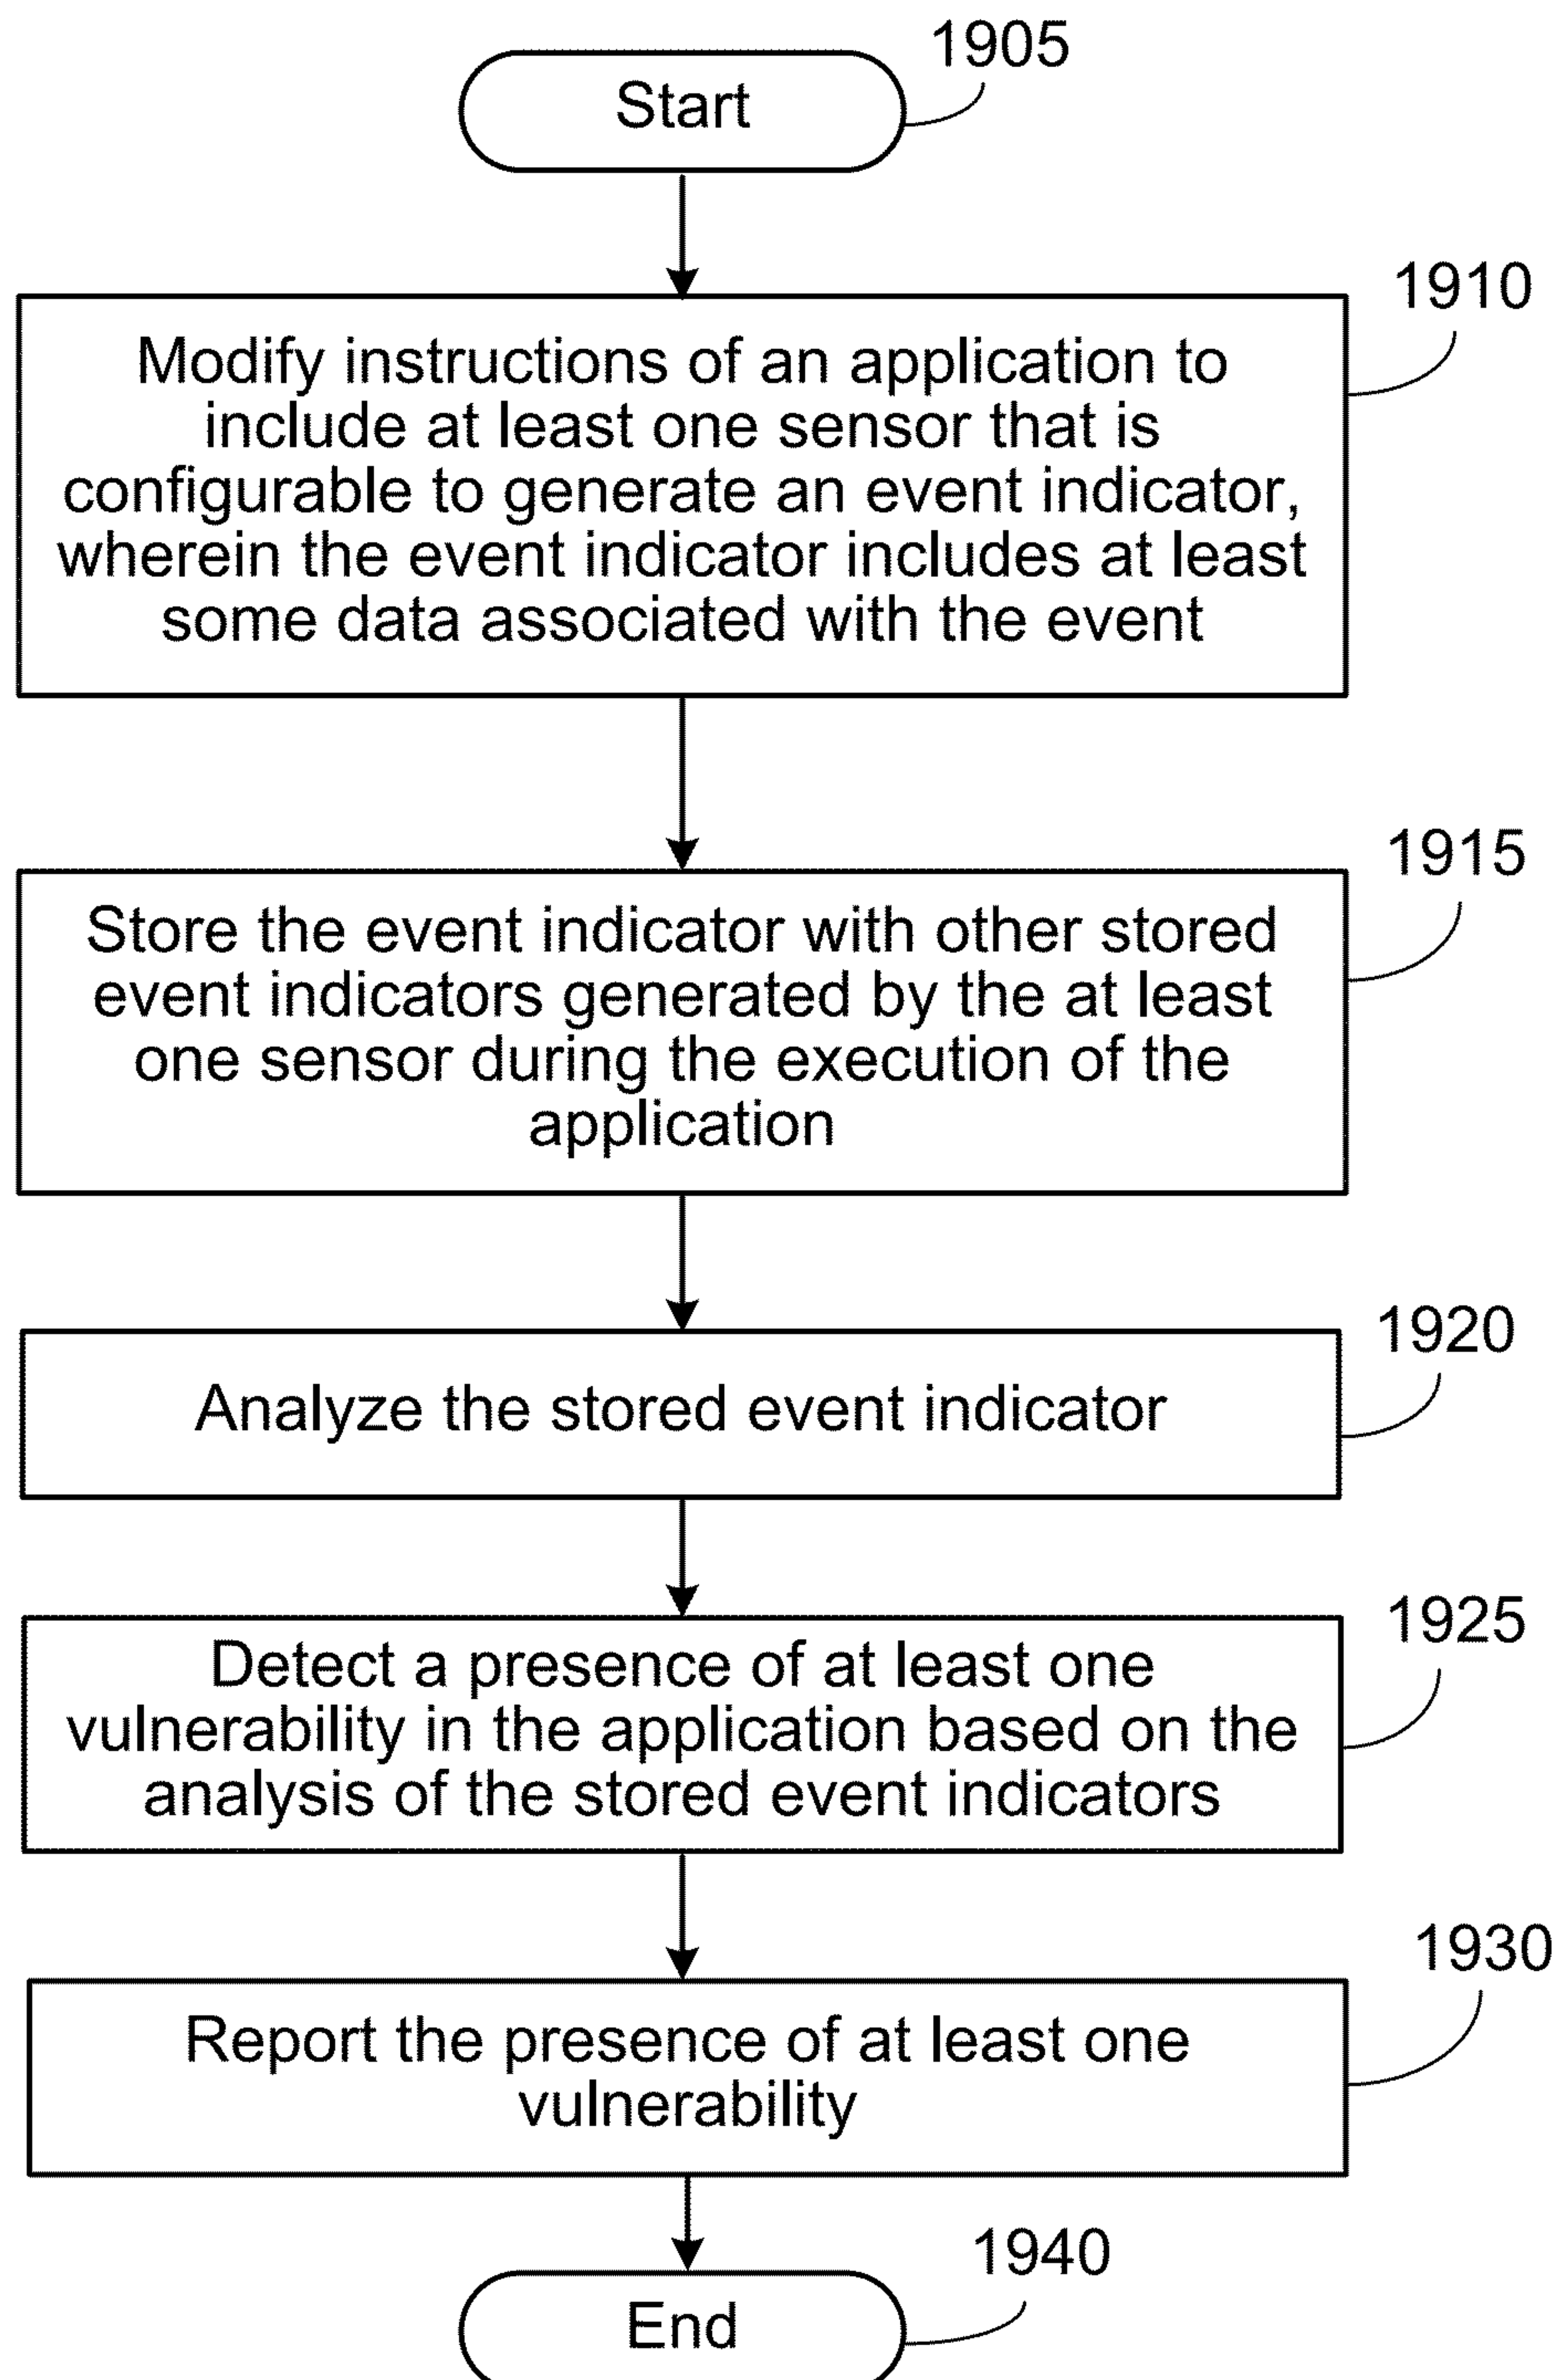 1905
Start
1910
Modify instructions of an application to
include at least one sensor that is
configurable to generate an event indicator,
wherein the event indicator includes at least
some data associated with the event
1915
Store the event indicator with other stored
event indicators generated by the at least
one sensor during the execution of the
application
1920
Analyze the stored event indicator
1925
Detect a presence of at least one
vulnerability in the application based on the
analysis of the stored event indicators
1930
Report the presence of at least one
vulnerability
1940
End